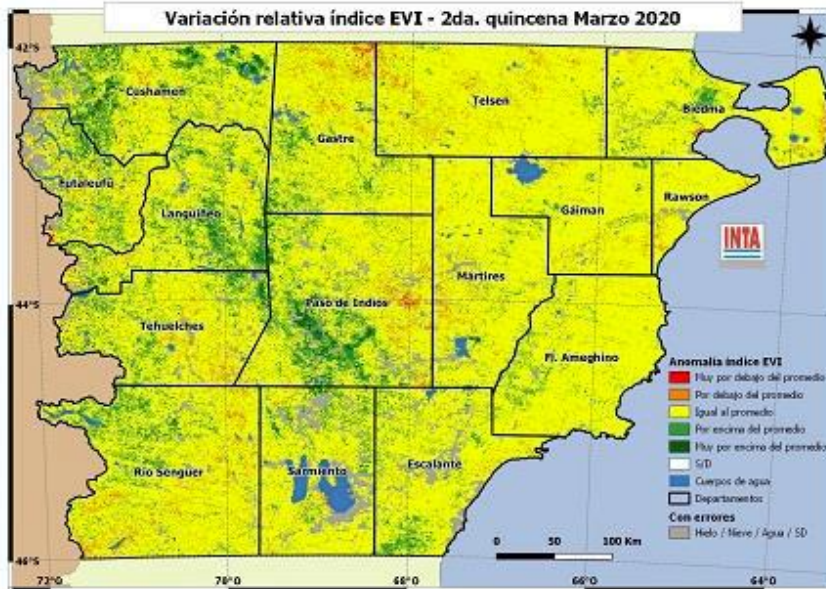 Variación relativa índice EVI - 2da. quincena Marzo 2020
42°S
Cushamen
Gastre
Telsen
Biedma
Futaleufú
Languiñeo
Gaiman
Rawson
INTA
44°S
Tehuelches
Paso de Indios
Mártires
Fl. Ameghino
Río Senguer
Sarmiento
Escalante
Anomalía índice EVI
Muy por debajo del promedio
Por debajo del promedio
Igual al promedio
Por encima del promedio
Muy por encima del promedio
S/D
Cuerpos de agua
Departamentos
Con errores
Hielo / Nieve / Agua / SD
46°S
0 50 100 Km
72°O 70°O 68°O 66°O 64°O